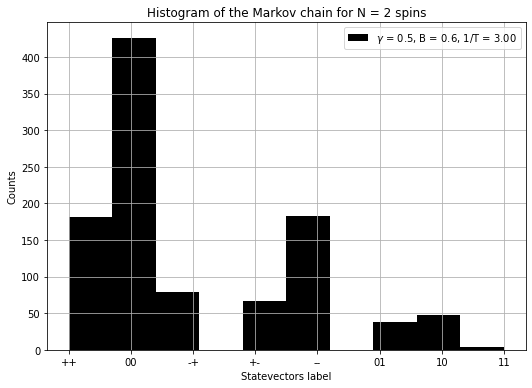 Histogram of the Markov chain for N = 2 spins
γ = 0.5, B = 0.6, 1/T = 3.00
Counts
400
350
300
250
200
150
100
50
0
++ 00 -+ +- -- 01 10 11
Statevectors label